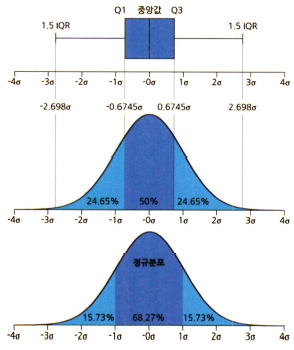 Q1 중앙값 Q3
1.5 IQR 1.5 IQR
-4σ -3σ -2σ -1σ -0σ 1σ 2σ 3σ 4σ
-2.698σ -0.6745σ 0.6745σ 2.698σ
24.65% 50% 24.65%
-4σ -3σ -2σ -1σ -0σ 1σ 2σ 3σ 4σ
정규분포
15.73% 68.27% 15.73%
-4σ -3σ -2σ -1σ -0σ 1σ 2σ 3σ 4σ